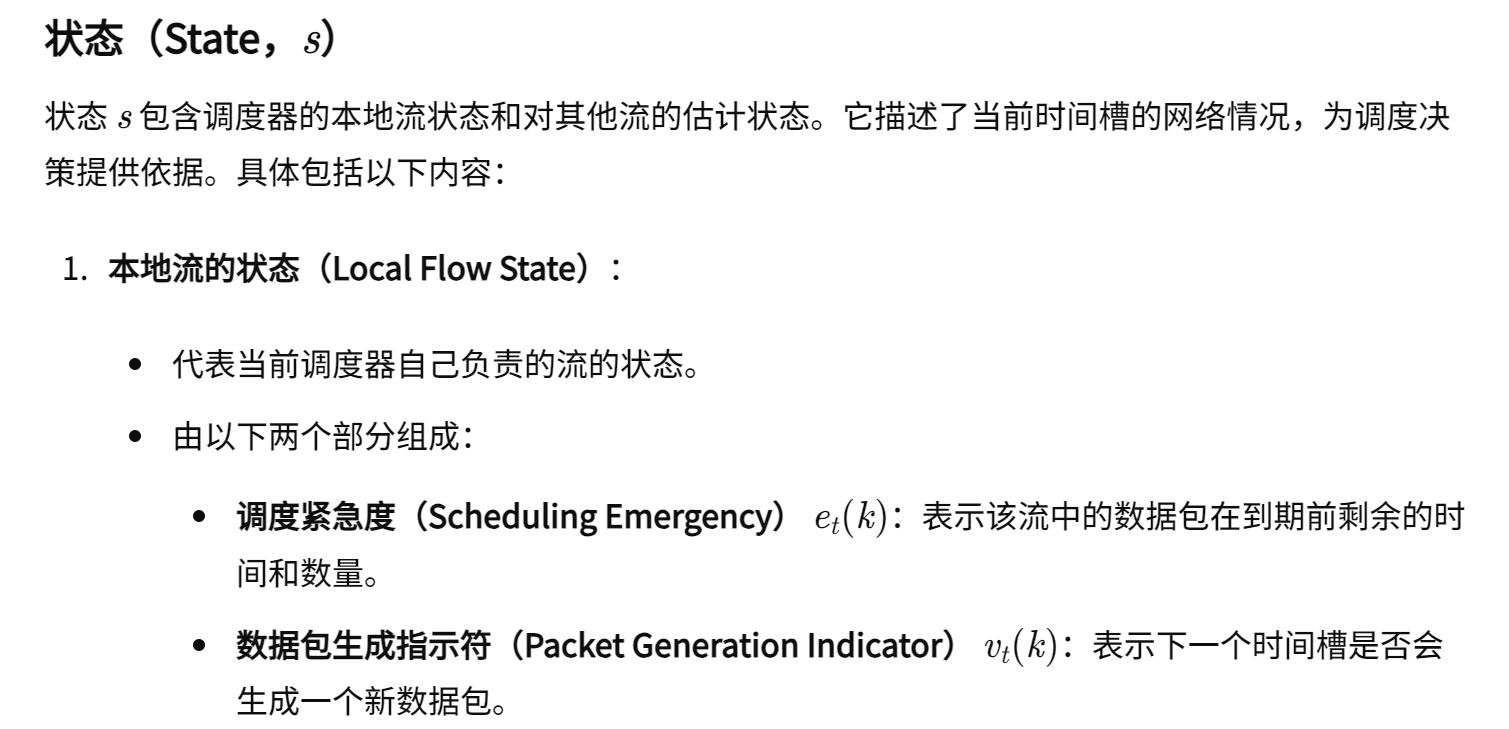 状态（State，s）
状态 s 包含调度器的本地流状态和对其他流的估计状态。它描述了当前时间槽的网络情况，为调度决
策提供依据。具体包括以下内容：
1. 本地流的状态（Local Flow State）：
• 代表当前调度器自己负责的流的状态。
• 由以下两个部分组成：
• 调度紧急度（Scheduling Emergency） eₜ(k)：表示该流中的数据包在到期前剩余的时
间和数量。
• 数据包生成指示符（Packet Generation Indicator） vₜ(k)：表示下一个时间槽是否会
生成一个新数据包。